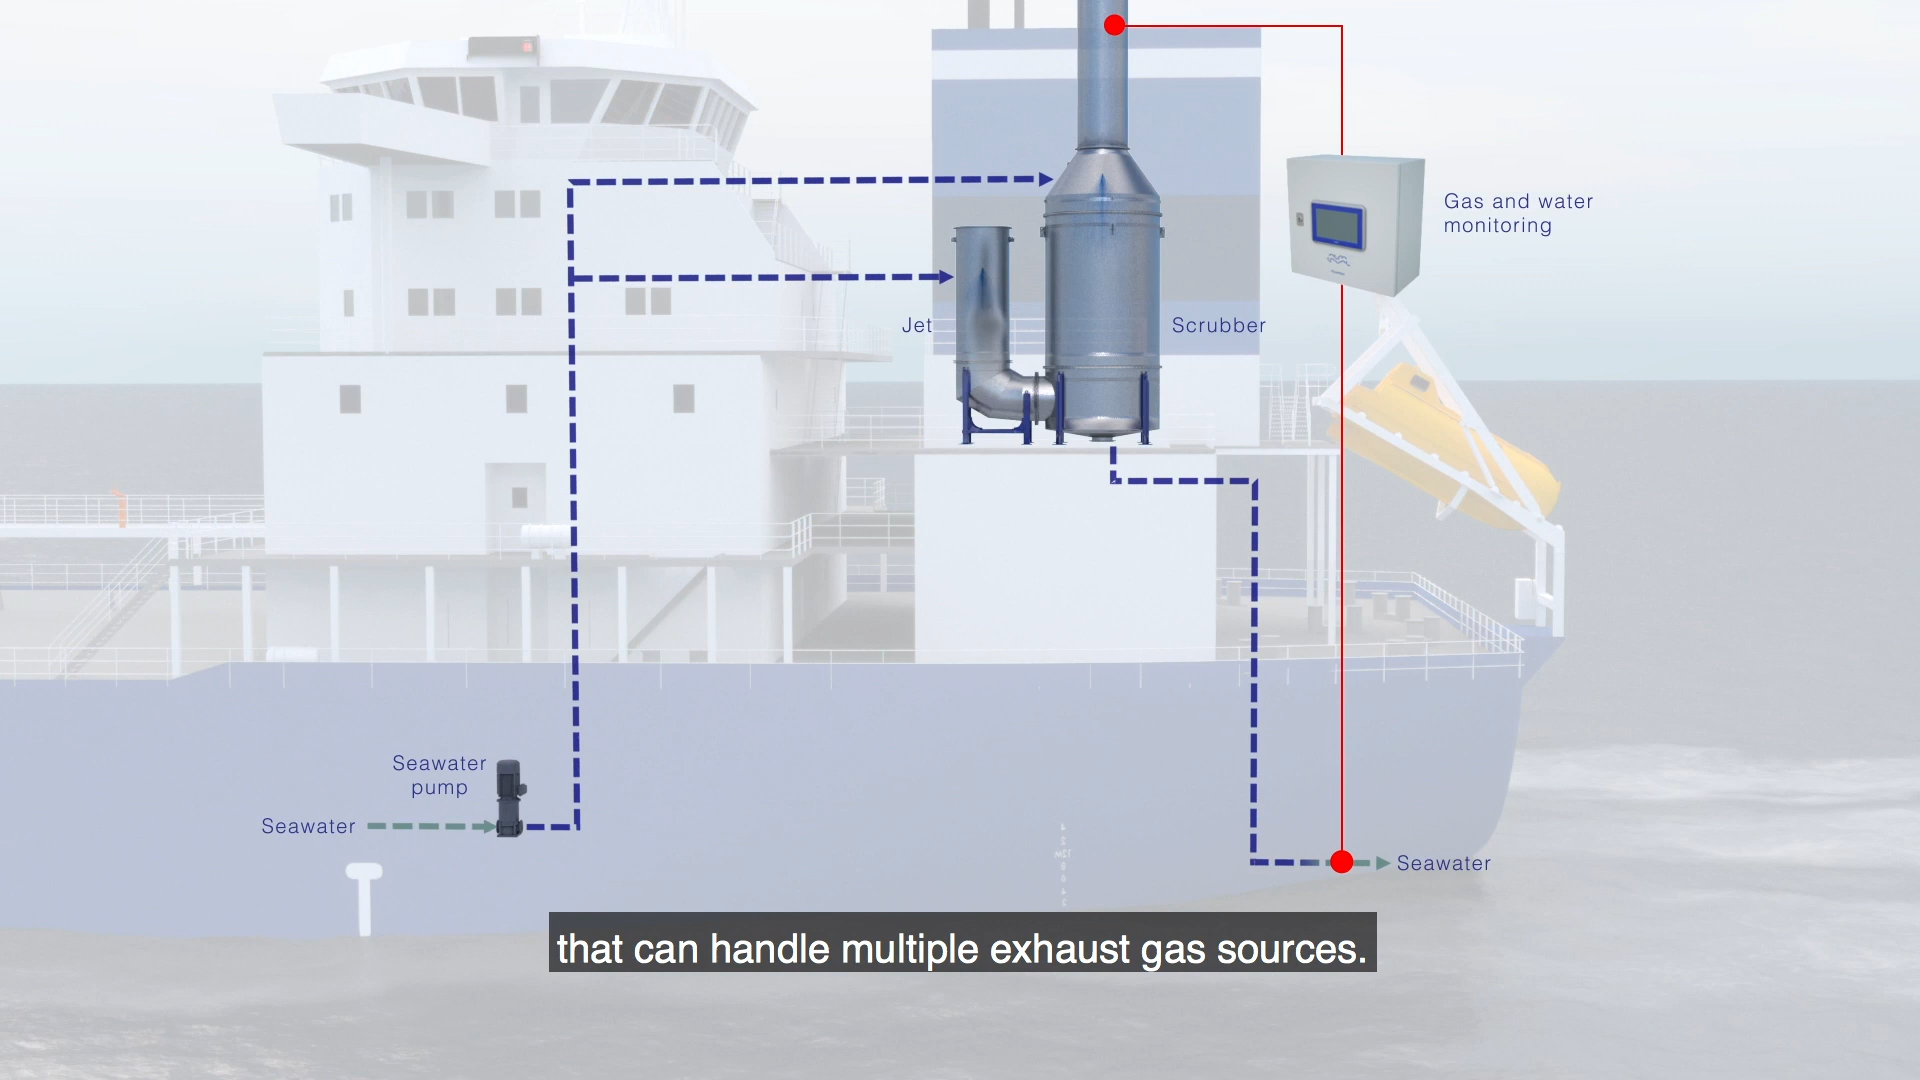 Gas and water
monitoring
Jet
Scrubber
Seawater
pump
Seawater
Seawater
that can handle multiple exhaust gas sources.